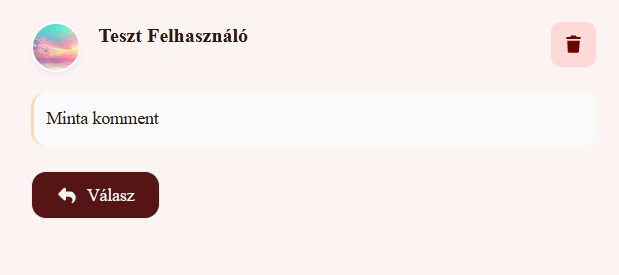 Teszt Felhasználó
Minta komment
Válasz